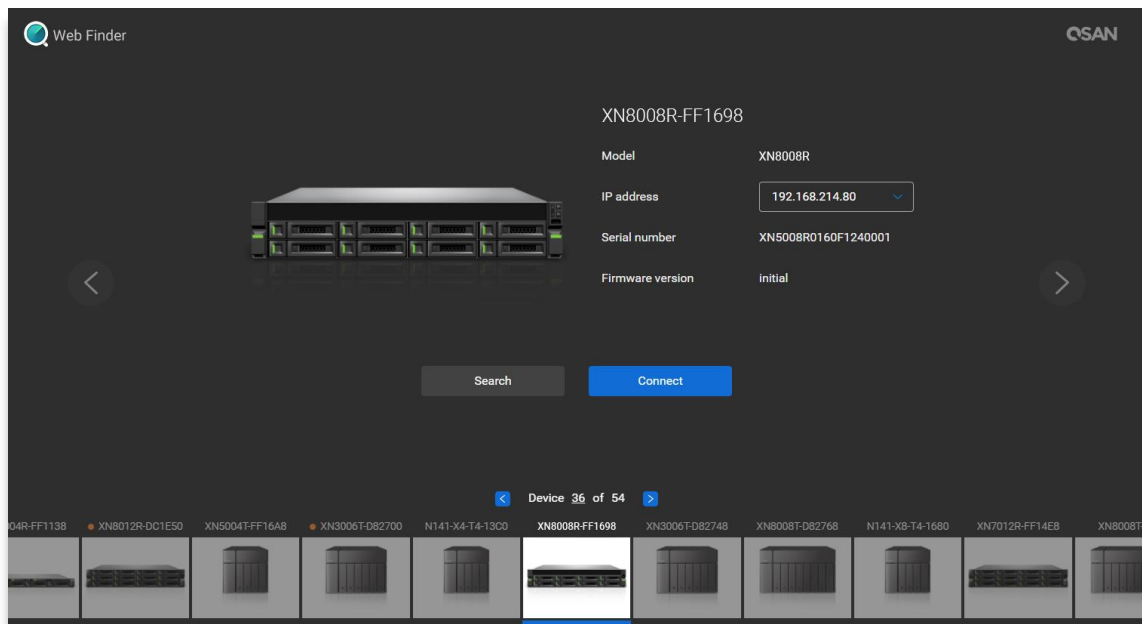 Web Finder
QSAN
XN8008R-FF1698
Model XN8008R
IP address 192.168.214.80
Serial number XN5008R0160F1240001
Firmware version initial
Search Connect
Device 36 of 54
04R-FF1138 XN8012R-DC1E50 XN5004T-FF16A8 XN3006T-D82700 N141-X4-T4-13C0 XN8008R-FF1698 XN3006T-D82748 XN8008T-D82768 N141-X8-T4-1680 XN7012R-FF14E8 XN8008T-